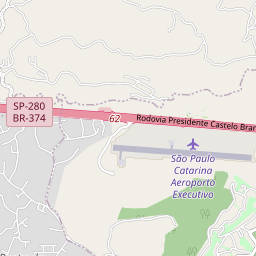 SP-280
BR-374
62
Rodovia Presidente Castelo Bran
São Paulo
Catarina
Aeroporto
Executivo